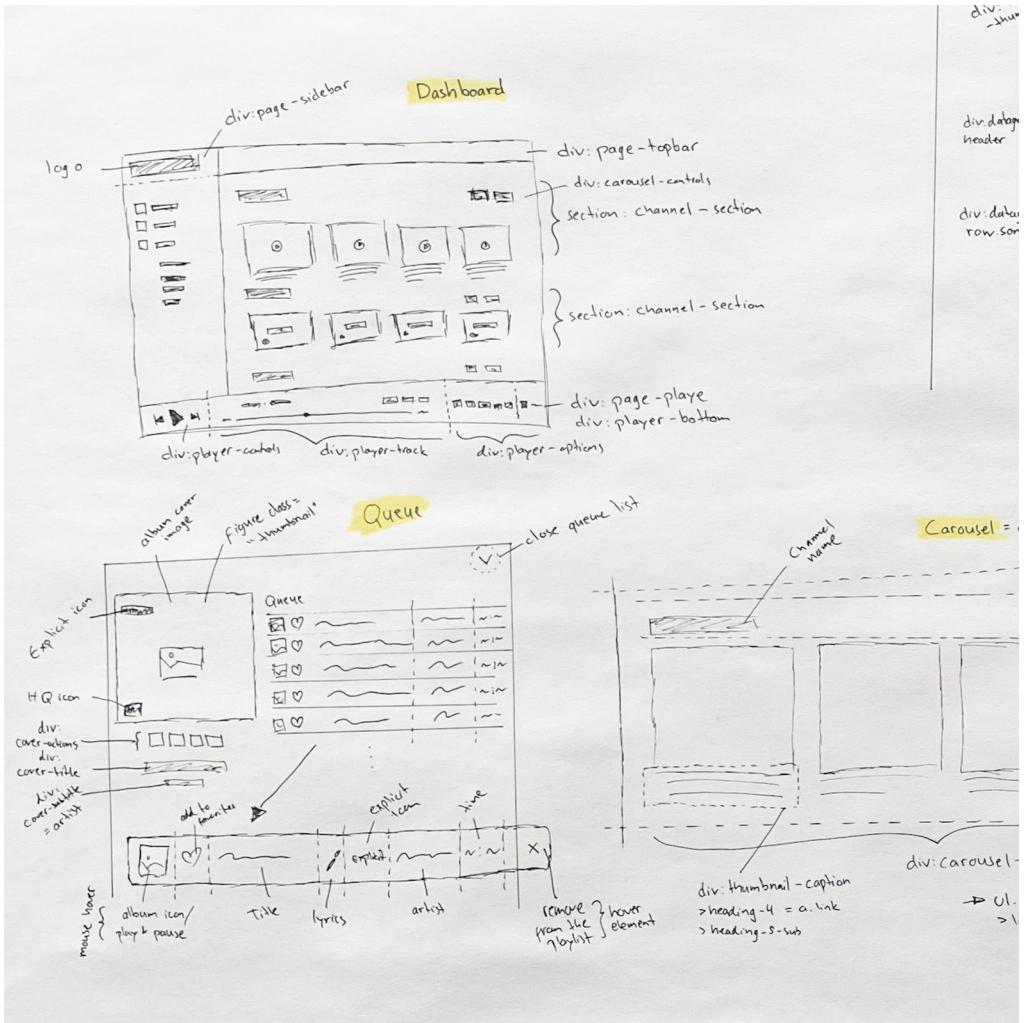 Dashboard
div:page-sidebar
logo
div: page-topbar
div:carousel-controls
section: channel-section
section: channel-section
div: page-playe
div: player-bottom
div:player-controls
div:player-track
div:player-options
Queue
album cover
image
Figure class=
"thumbnail"
close queue list
Explicit icon
Queue
HQ icon
div:
cover-actions
div:
cover-title
div:
cover-subtitle
= artist
add to
favorites
explicit
Icon
time
explicit
X
mouse hover
album icon/
play & pause
Title
lyrics
artist
remove
from the
playlist
hover
element
Carousel =
Channel
name
div:thumbnail-caption
>heading-4 = a.link
>heading-5-sub
div:carousel-
ul.
>l
div:
-thu
header
row.